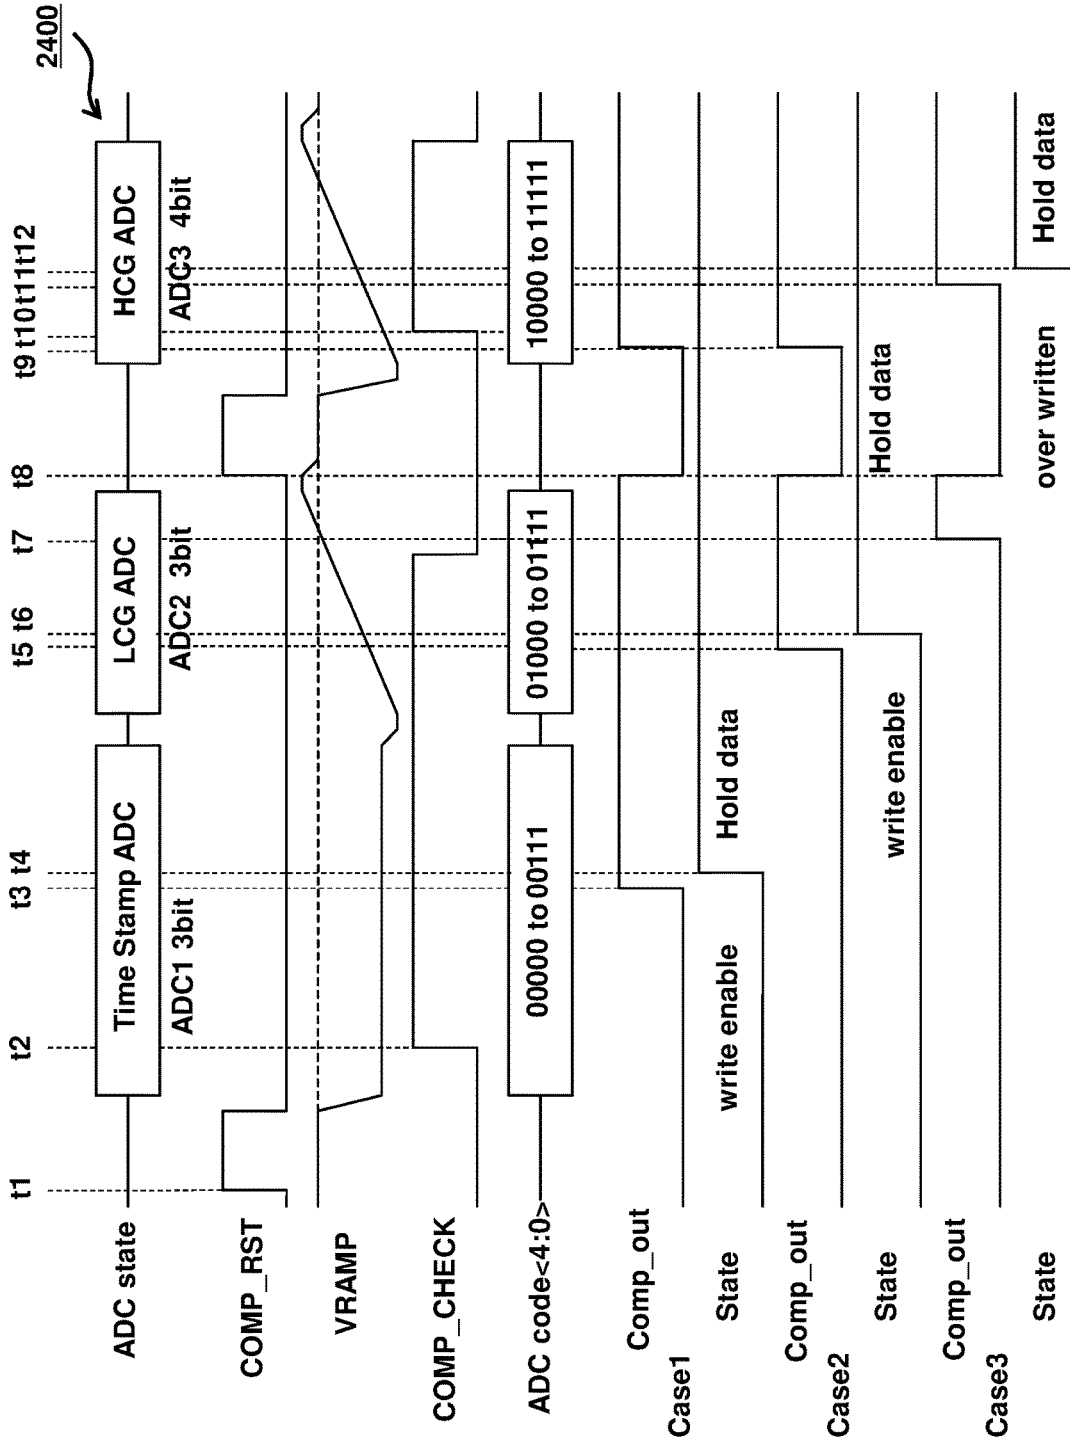 2400
t1 t2 t3 t4 t5 t6 t7 t8 t9 t10 t11 t12
ADC state Time Stamp ADC LCG ADC HCG ADC
ADC1 3bit ADC2 3bit ADC3 4bit
COMP_RST
VRAMP
COMP_CHECK
ADC code<4:0> 00000 to 00111 01000 to 01111 10000 to 11111
Comp_out
Case1
State write enable Hold data
Comp_out
Case2
State write enable Hold data
Comp_out
Case3
State over written Hold data